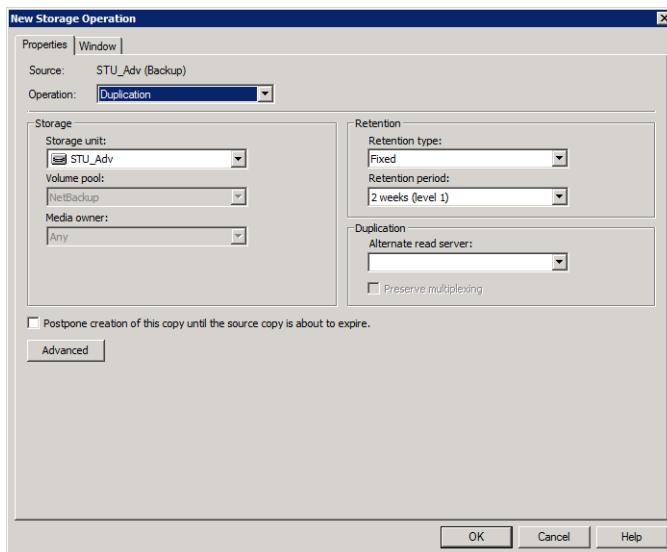 New Storage Operation
Properties
Window
Source: STU_Adv (Backup)
Operation: Duplication
Storage
Storage unit:
STU_Adv
Volume pool:
NetBackup
Media owner:
Any
Retention
Retention type:
Fixed
Retention period:
2 weeks (level 1)
Duplication
Alternate read server:
Preserve multiplexing
Postpone creation of this copy until the source copy is about to expire.
Advanced
OK
Cancel
Help